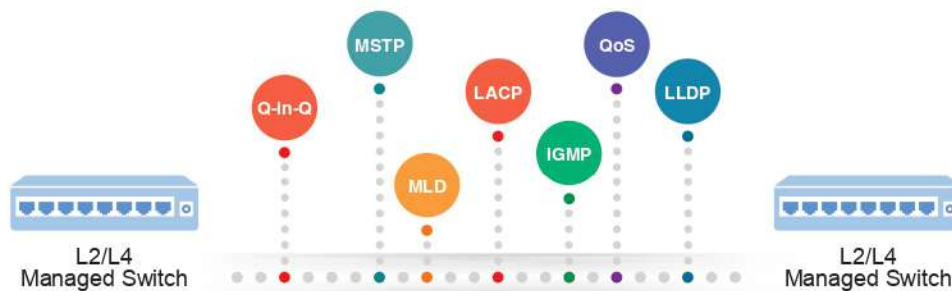 MSTP
QoS
Q-in-Q
LACP
LLDP
IGMP
MLD
L2/L4
Managed Switch
L2/L4
Managed Switch